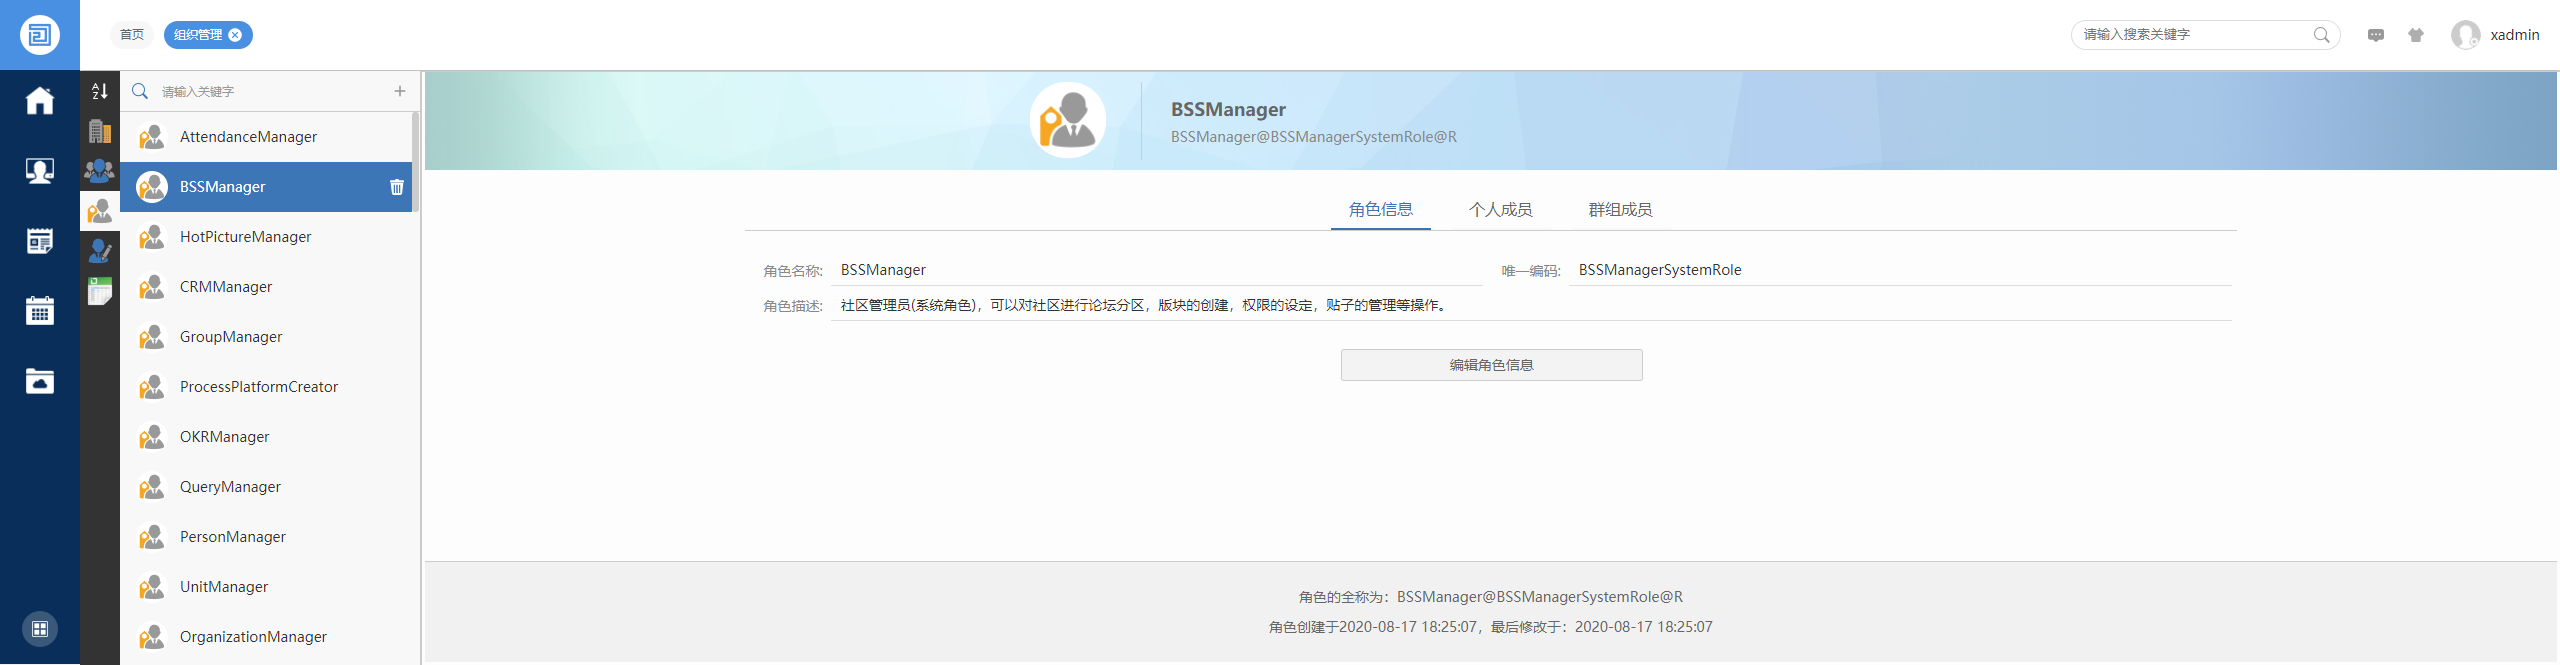 首页
组织管理
请输入搜索关键字
xadmin
A
Z
请输入关键字
AttendanceManager
BSSManager
HotPictureManager
CRMManager
GroupManager
ProcessPlatformCreator
OKRManager
QueryManager
PersonManager
UnitManager
OrganizationManager
BSSManager
BSSManager@BSSManagerSystemRole@R
角色信息
个人成员
群组成员
角色名称: BSSManager
唯一编码: BSSManagerSystemRole
角色描述: 社区管理员(系统角色)，可以对社区进行论坛分区，版块的创建，权限的设定，贴子的管理等操作。
编辑角色信息
角色的全称为：BSSManager@BSSManagerSystemRole@R
角色创建于2020-08-17 18:25:07，最后修改于：2020-08-17 18:25:07